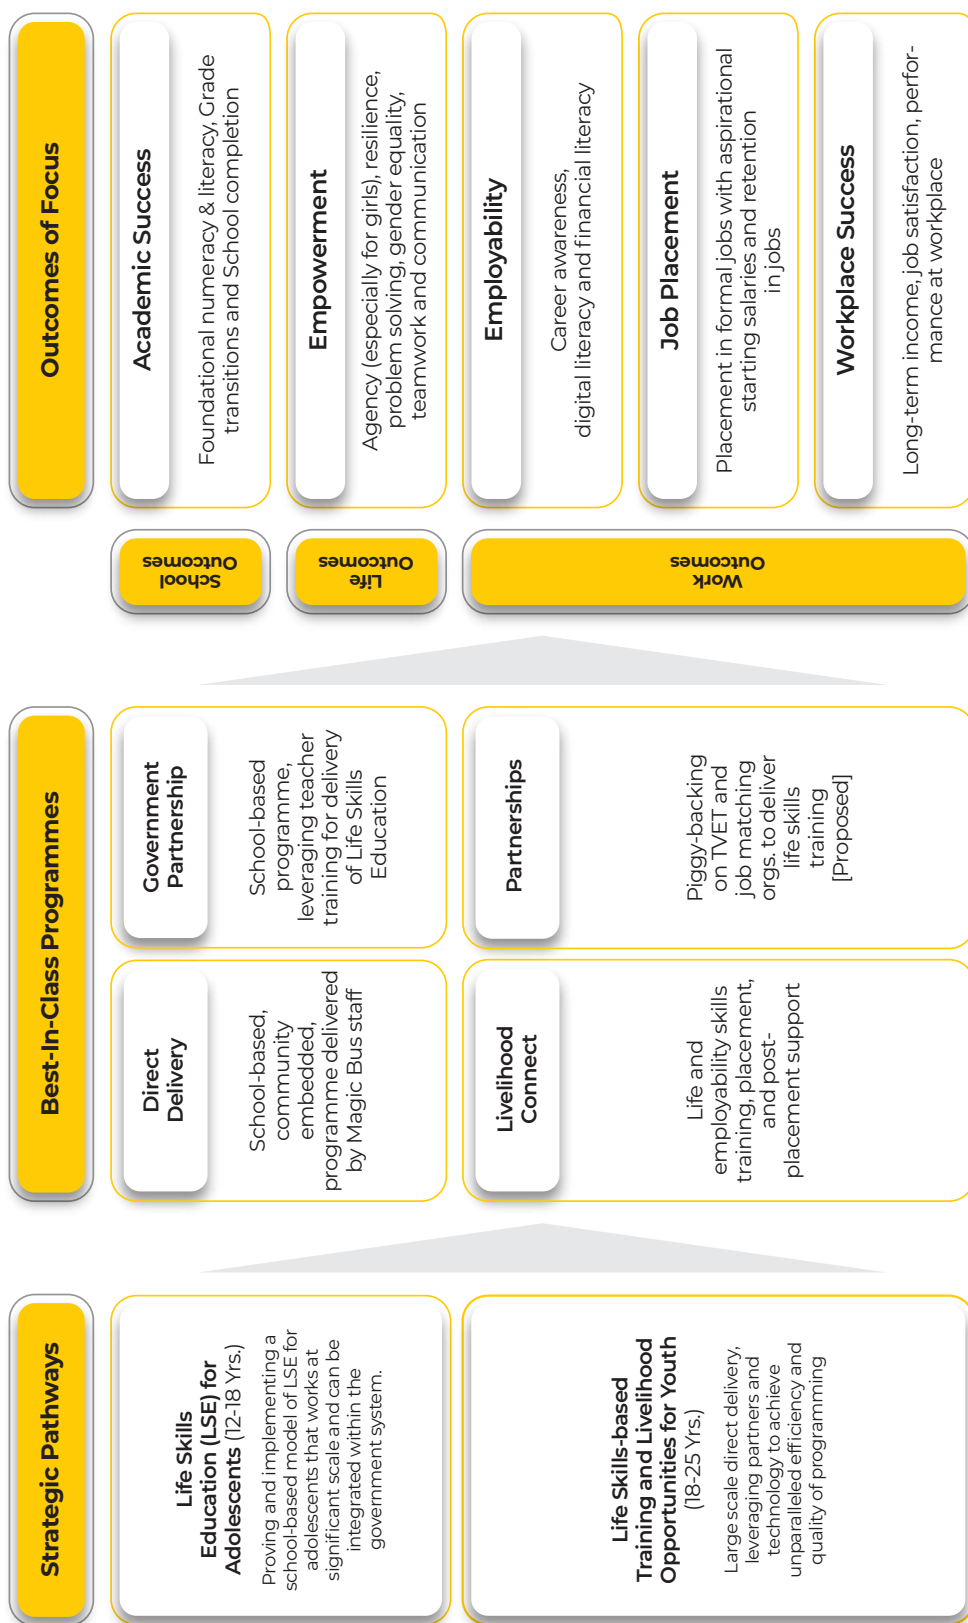 Strategic Pathways
Life Skills
Education (LSE) for
Adolescents (12-18 Yrs.)
Proving and implementing a
school-based model of LSE for
adolescents that works at
significant scale and can be
integrated within the
government system.
Life Skills-based
Training and Livelihood
Opportunities for Youth
(18-25 Yrs.)
Large scale direct delivery,
leveraging partners and
technology to achieve
unparalleled efficiency and
quality of programming
Best-In-Class Programmes
Direct
Delivery
School-based,
community
embeded,
programme delivered
by Magic Bus staff
Government
Partnership
School-based
programme,
leveraging teacher
training for delivery
of Life Skills
Education
Livelihood
Connect
Life and
employability skills
training, placement,
and post-
placement support
Partnerships
Piggy-backing
on TVET and
job matching
orgs. to deliver
life skills
training
[Proposed]
Outcomes of Focus
School
Outcomes
Academic Success
Foundational numeracy & literacy, Grade
transitions and School completion
Life
Outcomes
Empowerment
Agency (especially for girls), resilience,
problem solving, gender equality,
teamwork and communication
Work
Outcomes
Employability
Career awareness,
digital literacy and financial literacy
Job Placement
Placement in formal jobs with aspirational
starting salaries and retention
in jobs
Workplace Success
Long-term income, job satisfaction, perfor-
mance at workplace